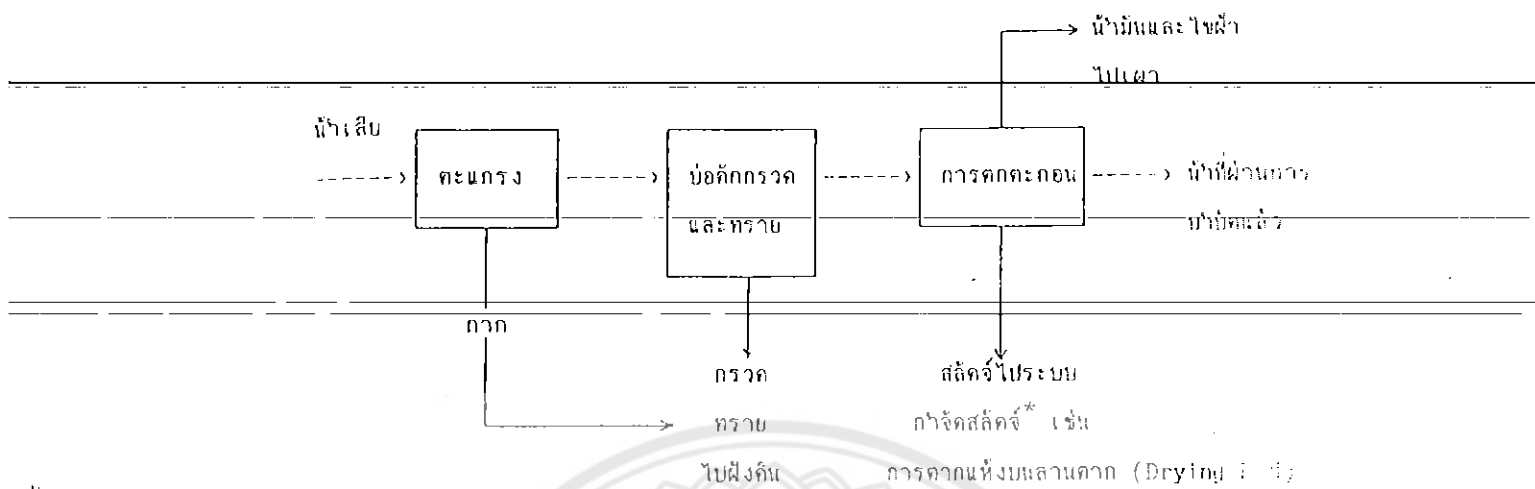 น้ำมันและไขฝ้า
ไปเผา
น้ำเสีย
ตะแกรง
บ่อดักกรวด
และทราย
การตกตะกอน
น้ำที่ผ่านการ
บำบัดแล้ว
กาก
กรวด
ทราย
ไปฝังดิน
สลัดจ์ไประบบ
กำจัดสลัดจ์* เช่น
การตากแห้งบนลานตาก (Drying